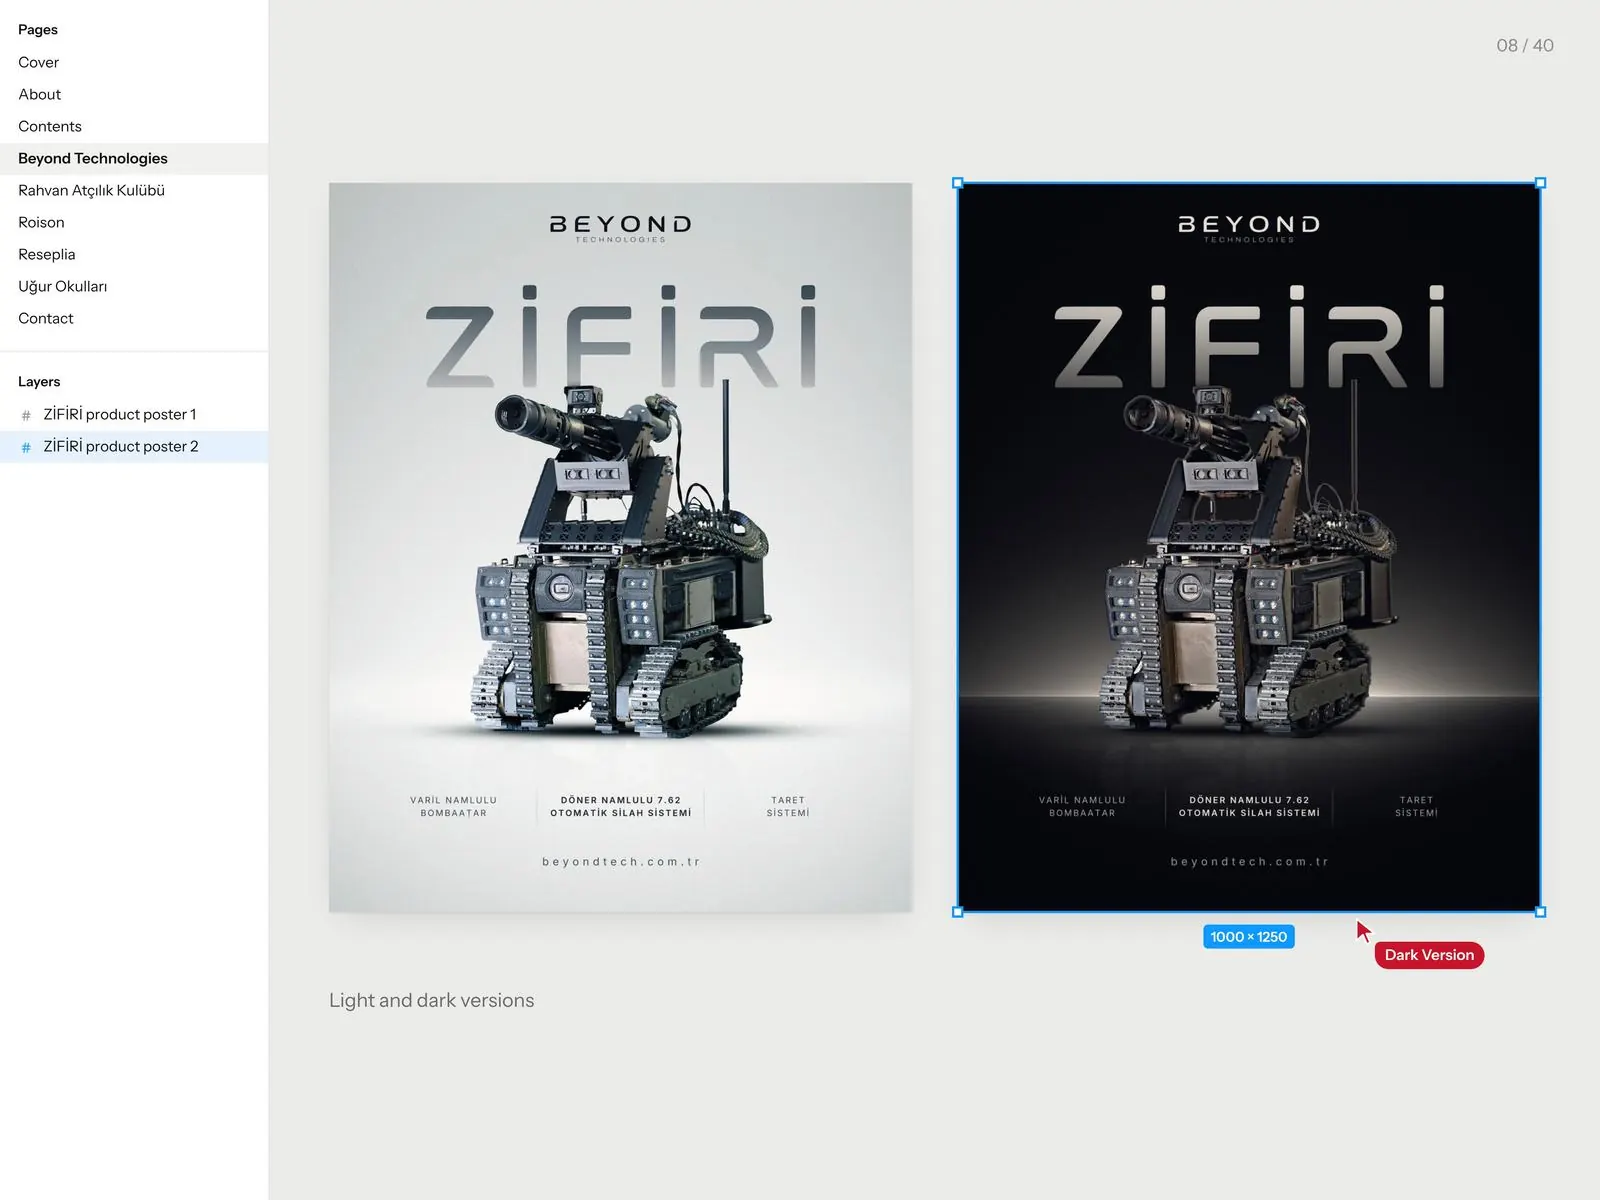 Pages
Cover
About
Contents
Beyond Technologies
Rahvan Atçılık Kulübü
Roison
Reseplia
Uğur Okulları
Contact
Layers
# ZİFİRİ product poster 1
# ZİFİRİ product poster 2
08 / 40
BEYOND
TECHNOLOGIES
ZİFİRİ
VARİL NAMLULU
BOMBAATAR
DÖNER NAMLULU 7.62
OTOMATİK SİLAH SİSTEMİ
TARET
SİSTEMİ
beyondtech.com.tr
BEYOND
TECHNOLOGIES
ZİFİRİ
VARİL NAMLULU
BOMBAATAR
DÖNER NAMLULU 7.62
OTOMATİK SİLAH SİSTEMİ
TARET
SİSTEMİ
beyondtech.com.tr
1000 × 1250
Dark Version
Light and dark versions